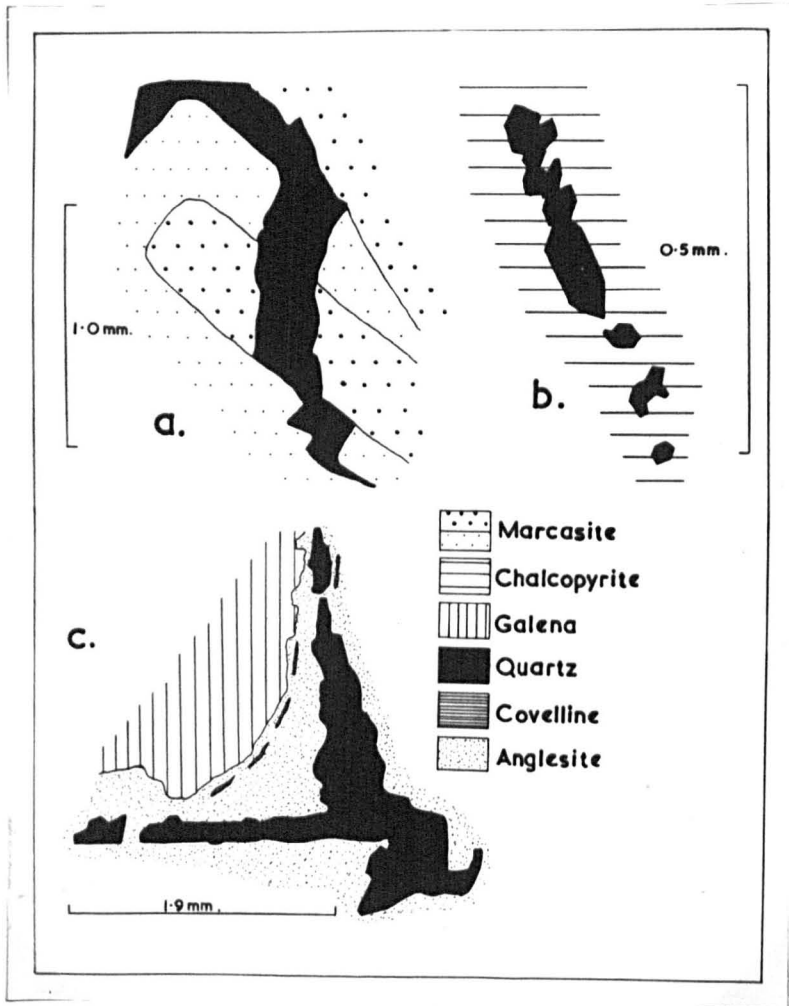 0·5 mm.
1·0 mm.
a.
b.
Marcasite
Chalcopyrite
Galena
Quartz
Covelline
Anglesite
c.
1·9 mm.